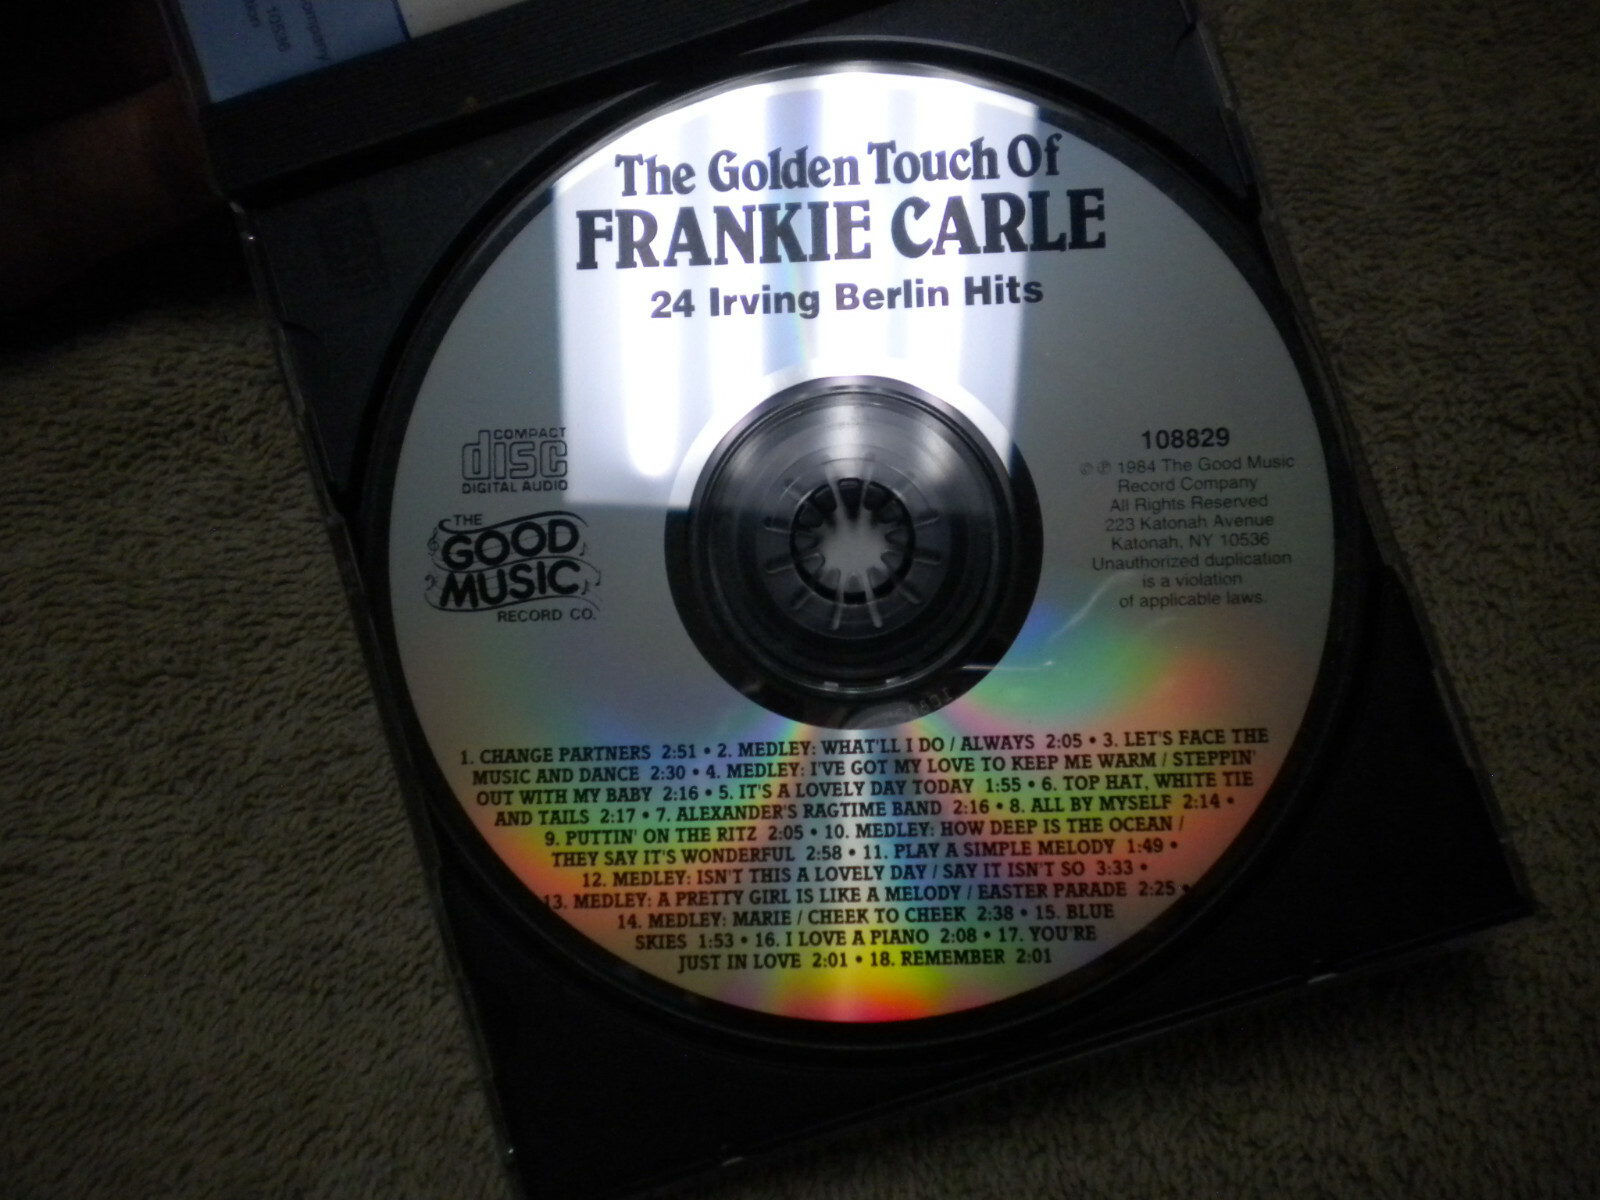 ompany
10536
The Golden Touch Of
FRANKIE CARLE
24 Irving Berlin Hits
COMPACT
disc
DIGITAL AUDIO
THE
GOOD
MUSIC
RECORD CO.
108829
© ℗ 1984 The Good Music
Record Company
All Rights Reserved
223 Katonah Avenue
Katonah, NY 10536
Unauthorized duplication
is a violation
of applicable laws.
1. CHANGE PARTNERS 2:51 • 2. MEDLEY: WHAT'LL I DO / ALWAYS 2:05 • 3. LET'S FACE THE
MUSIC AND DANCE 2:30 • 4. MEDLEY: I'VE GOT MY LOVE TO KEEP ME WARM / STEPPIN'
OUT WITH MY BABY 2:16 • 5. IT'S A LOVELY DAY TODAY 1:55 • 6. TOP HAT, WHITE TIE
AND TAILS 2:17 • 7. ALEXANDER'S RAGTIME BAND 2:16 • 8. ALL BY MYSELF 2:14 •
9. PUTTIN' ON THE RITZ 2:05 • 10. MEDLEY: HOW DEEP IS THE OCEAN /
THEY SAY IT'S WONDERFUL 2:58 • 11. PLAY A SIMPLE MELODY 1:49 •
12. MEDLEY: ISN'T THIS A LOVELY DAY / SAY IT ISN'T SO 3:33 •
13. MEDLEY: A PRETTY GIRL IS LIKE A MELODY / EASTER PARADE 2:25 •
14. MEDLEY: MARIE / CHEEK TO CHEEK 2:38 • 15. BLUE
SKIES 1:53 • 16. I LOVE A PIANO 2:08 • 17. YOU'RE
JUST IN LOVE 2:01 • 18. REMEMBER 2:01